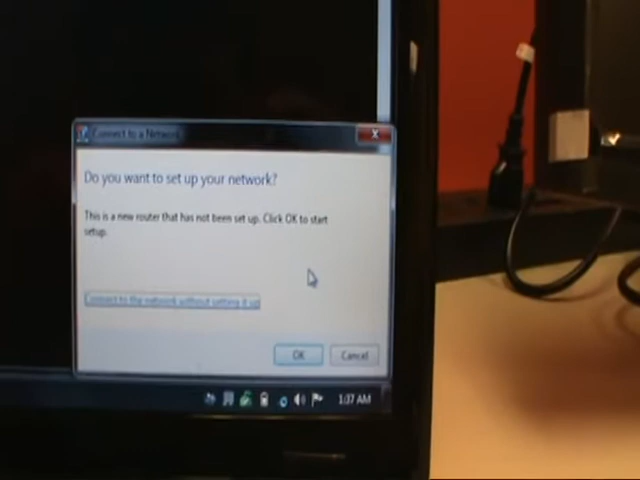 Connect to a Network
Do you want to set up your network?
This is a new router that has not been set up. Click OK to start
setup.
Connect to the network without setting it up
OK
Cancel
1:37 AM